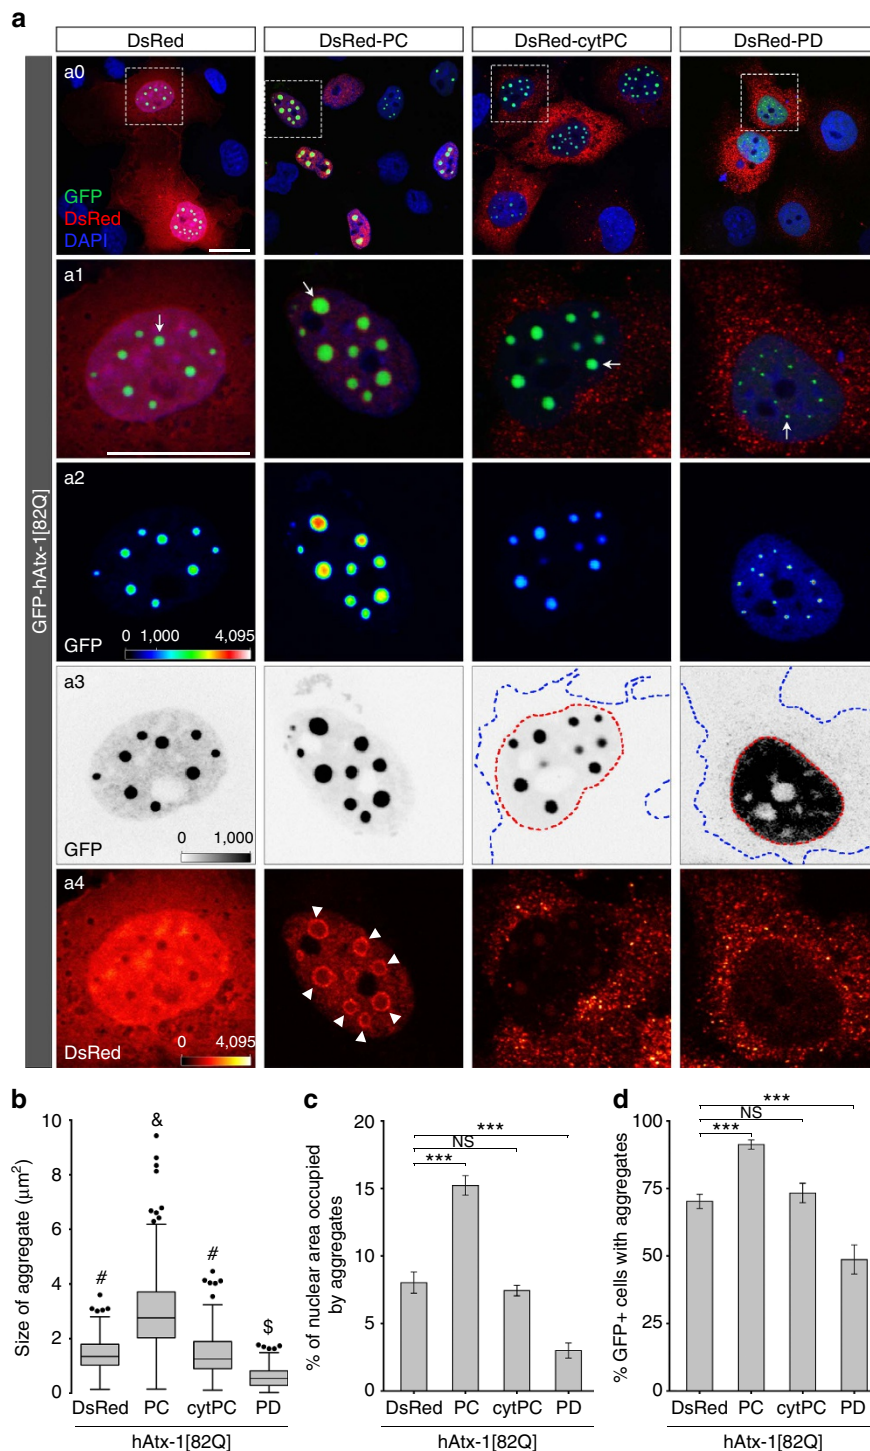 a
DsRed DsRed-PC DsRed-cytPC DsRed-PD
GFP-hAtx-1[82Q]
a0
GFP
DsRed
DAPI
a1
a2
0 1,000 4,095
GFP
a3
0 1,000
GFP
a4
0 4,095
DsRed
b
Size of aggregate (μm²)
10
8
6
4
2
0
# & # $
DsRed PC cytPC PD
hAtx-1[82Q]
c
% of nuclear area occupied
by aggregates
20
15
10
5
0
***
NS
***
DsRed PC cytPC PD
hAtx-1[82Q]
d
% GFP+ cells with aggregates
100
75
50
25
0
***
NS
***
DsRed PC cytPC PD
hAtx-1[82Q]